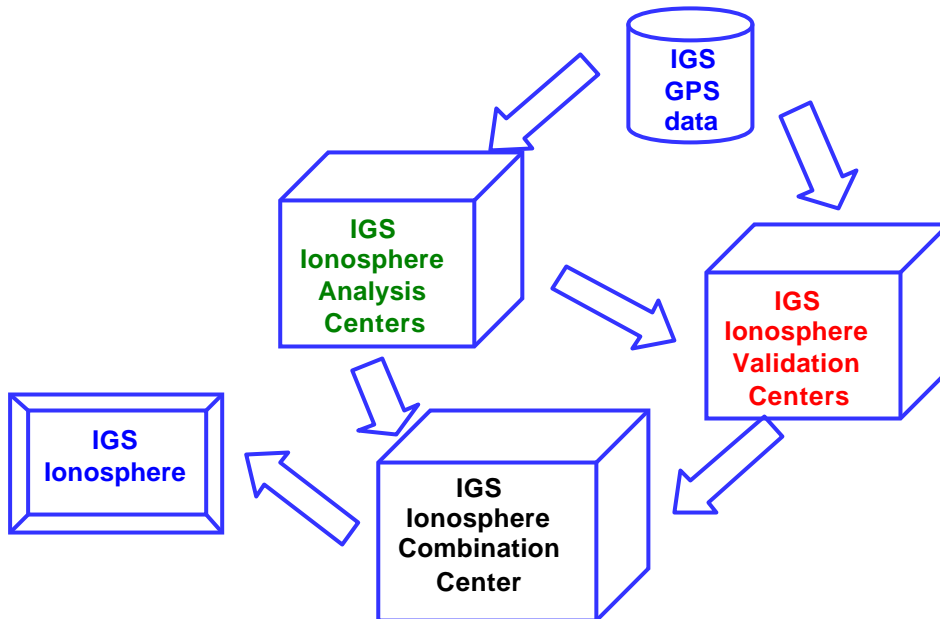 IGS
GPS
data
IGS
Ionosphere
Analysis
Centers
IGS
Ionosphere
Validation
Centers
IGS
Ionosphere
IGS
Ionosphere
Combination
Center